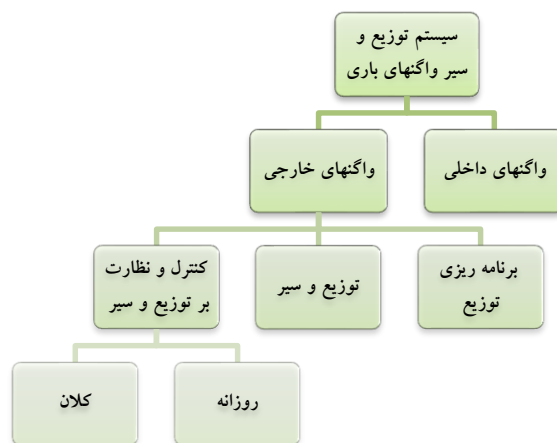 سیستم توزیع و
سیر واگنهای باری
واگنهای داخلی
واگنهای خارجی
برنامه ریزی
توزیع
توزیع و سیر
کنترل و نظارت
بر توزیع و سیر
روزانه
کلان